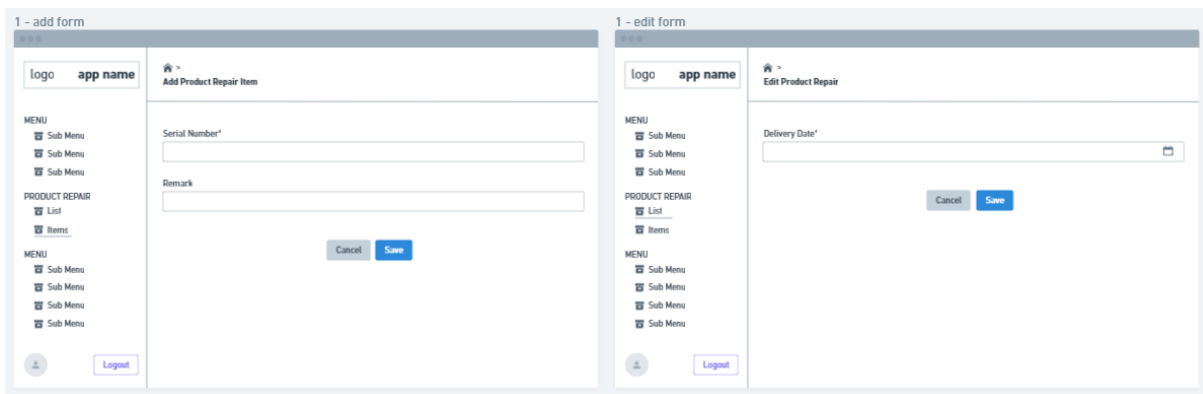 1 - add form
logo app name
>
Add Product Repair Item
MENU
Sub Menu
Sub Menu
Sub Menu
PRODUCT REPAIR
List
Items
MENU
Sub Menu
Sub Menu
Sub Menu
Sub Menu
Logout
Serial Number*
Remark
Cancel Save
1 - edit form
logo app name
>
Edit Product Repair
MENU
Sub Menu
Sub Menu
Sub Menu
PRODUCT REPAIR
List
Items
MENU
Sub Menu
Sub Menu
Sub Menu
Sub Menu
Logout
Delivery Date*
Cancel Save